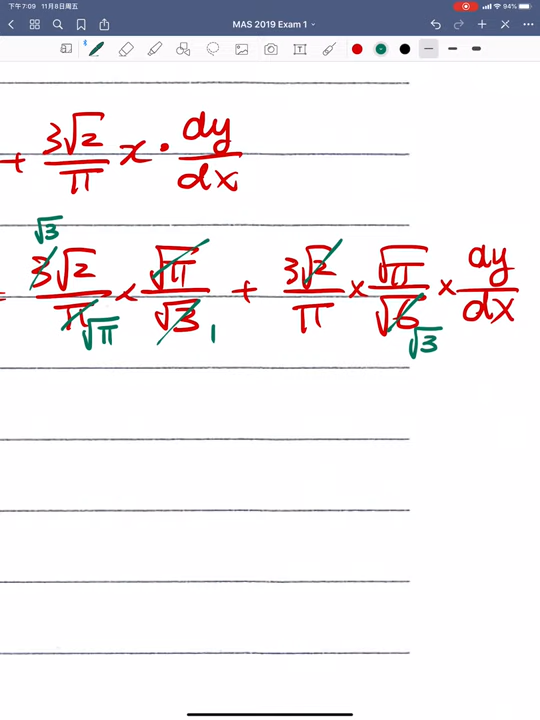 下午7:09 11月8日周五 MAS 2019 Exam 1 94%
+ 3√2/π x · dy/dx
√3
= 3√2/π × √π/√3 + 3√2/π × √π/√6 × dy/dx
√π 1 √3